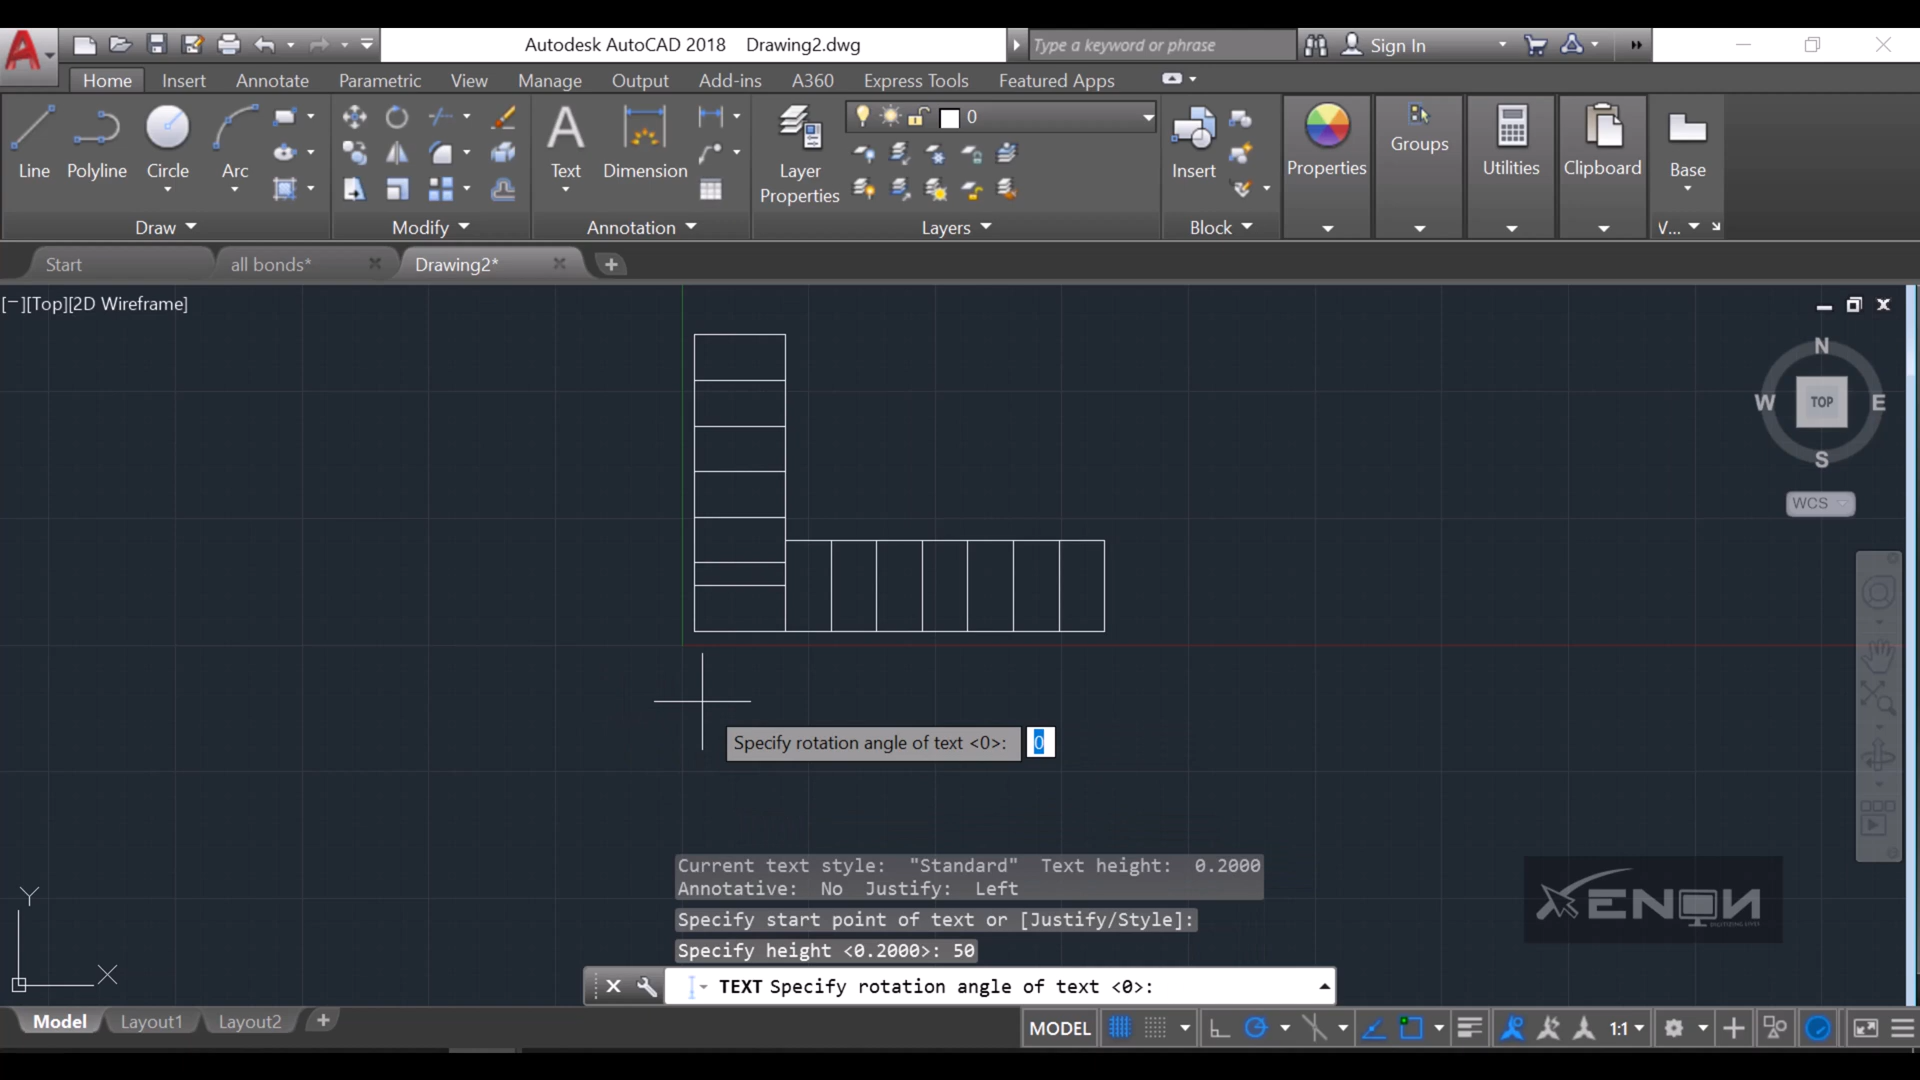 Autodesk AutoCAD 2018 Drawing2.dwg
Type a keyword or phrase
Sign In
Home Insert Annotate Parametric View Manage Output Add-ins A360 Express Tools Featured Apps
0
Line Polyline Circle Arc
Text Dimension
Layer
Properties
Insert
Properties Groups Utilities Clipboard Base
Draw Modify Annotation Layers Block V...
Start all bonds* Drawing2*
[−][Top][2D Wireframe]
N
W TOP E
S
WCS
Specify rotation angle of text <0>: 0
Current text style: "Standard" Text height: 0.2000
Annotative: No Justify: Left
Specify start point of text or [Justify/Style]:
Specify height <0.2000>: 50
TEXT Specify rotation angle of text <0>:
Y
X
XENON
Model Layout1 Layout2
MODEL 1:1